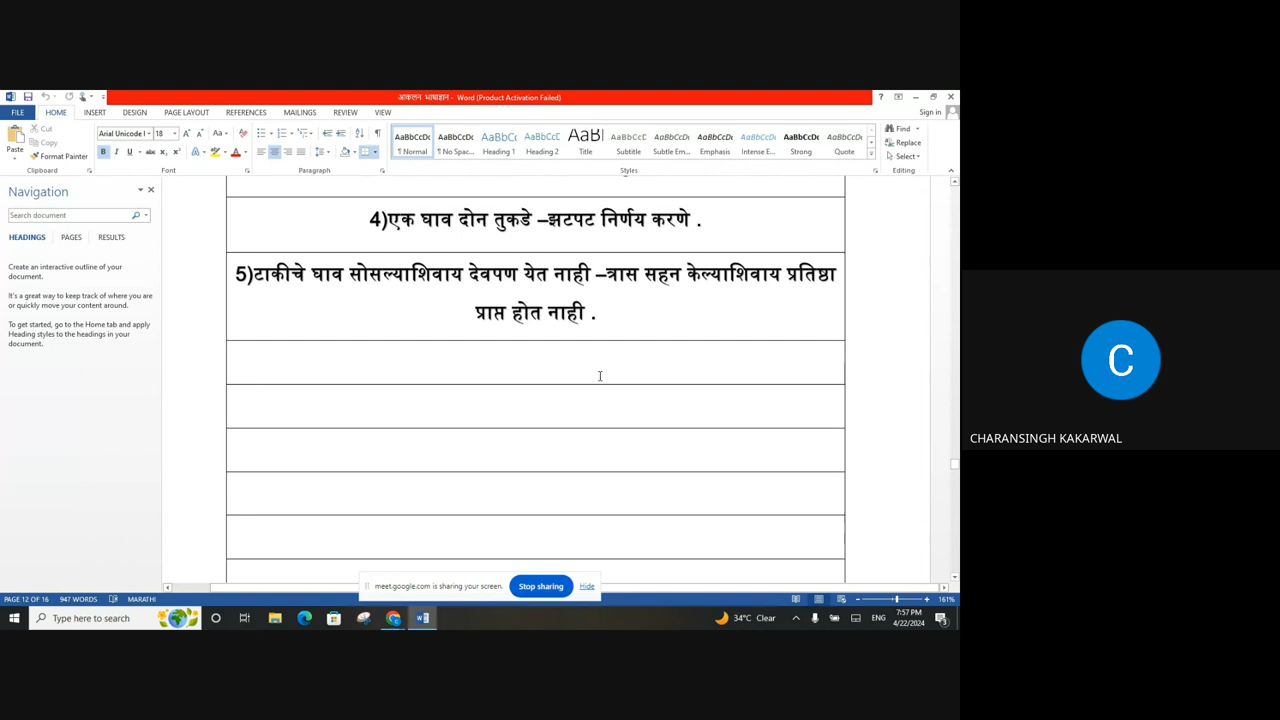 आकलन भाषाज्ञान - Word (Product Activation Failed)
FILE HOME INSERT DESIGN PAGE LAYOUT REFERENCES MAILINGS REVIEW VIEW Sign in
Paste Cut Copy Format Painter Clipboard
Arial Unicode 18 Font
Paragraph
AaBbCcDc AaBbCcDc AaBbCc AaBbCc AaBl AaBbCcDc AaBbCcDc AaBbCcDc AaBbCcDc AaBbCcDc AaBbCcDc
¶ Normal ¶ No Spac... Heading 1 Heading 2 Title Subtitle Subtle Em... Emphasis Intense E... Strong Quote
Styles
Find Replace Select Editing
Navigation
Search document
HEADINGS PAGES RESULTS
Create an interactive outline of your
document.
It's a great way to keep track of where you are
or quickly move your content around.
To get started, go to the Home tab and apply
Heading styles to the headings in your
document.
4)एक घाव दोन तुकडे –झटपट निर्णय करणे .
5)टाकीचे घाव सोसल्याशिवाय देवपण येत नाही –त्रास सहन केल्याशिवाय प्रतिष्ठा
प्राप्त होत नाही .
C
CHARANSINGH KAKARWAL
meet.google.com is sharing your screen. Stop sharing Hide
PAGE 12 OF 16 947 WORDS MARATHI 161%
Type here to search 34°C Clear ENG 7:57 PM
4/22/2024 3